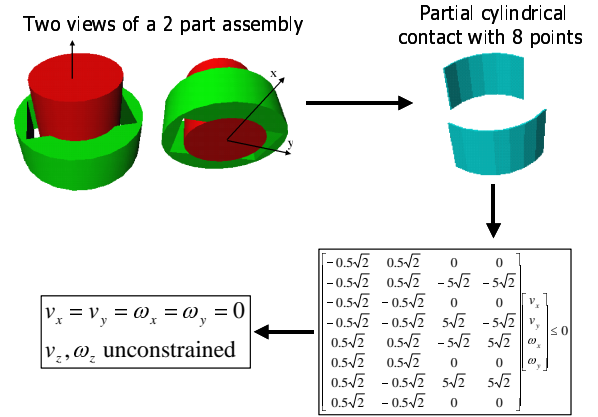 Two views of a 2 part assembly
Partial cylindrical
contact with 8 points
x
y
− 0.5√2 0.5√2 0 0
− 0.5√2 0.5√2 − 5√2 − 5√2
− 0.5√2 − 0.5√2 0 0
− 0.5√2 − 0.5√2 5√2 − 5√2
0.5√2 0.5√2 − 5√2 5√2
0.5√2 0.5√2 0 0
0.5√2 − 0.5√2 5√2 5√2
0.5√2 − 0.5√2 0 0
v_x
v_y
ω_x
ω_y
≤ 0
v_x = v_y = ω_x = ω_y = 0
v_z, ω_z unconstrained